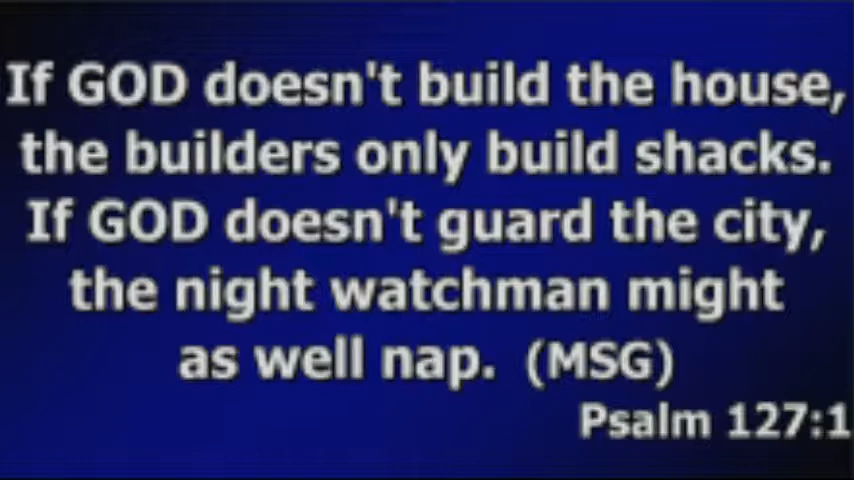 If GOD doesn't build the house,
the builders only build shacks.
If GOD doesn't guard the city,
the night watchman might
as well nap. (MSG)
Psalm 127:1